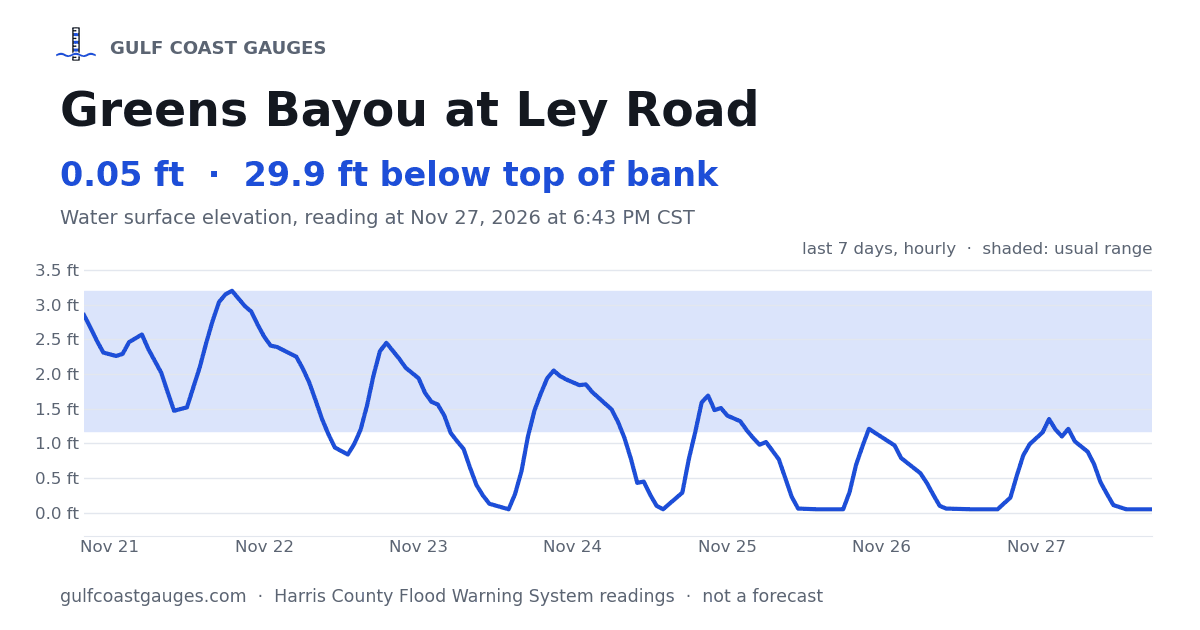 GULF COAST GAUGES
Greens Bayou at Ley Road
0.05 ft · 29.9 ft below top of bank
Water surface elevation, reading at Nov 27, 2026 at 6:43 PM CST
last 7 days, hourly · shaded: usual range
3.5 ft
3.0 ft
2.5 ft
2.0 ft
1.5 ft
1.0 ft
0.5 ft
0.0 ft
Nov 21 Nov 22 Nov 23 Nov 24 Nov 25 Nov 26 Nov 27
gulfcoastgauges.com · Harris County Flood Warning System readings · not a forecast